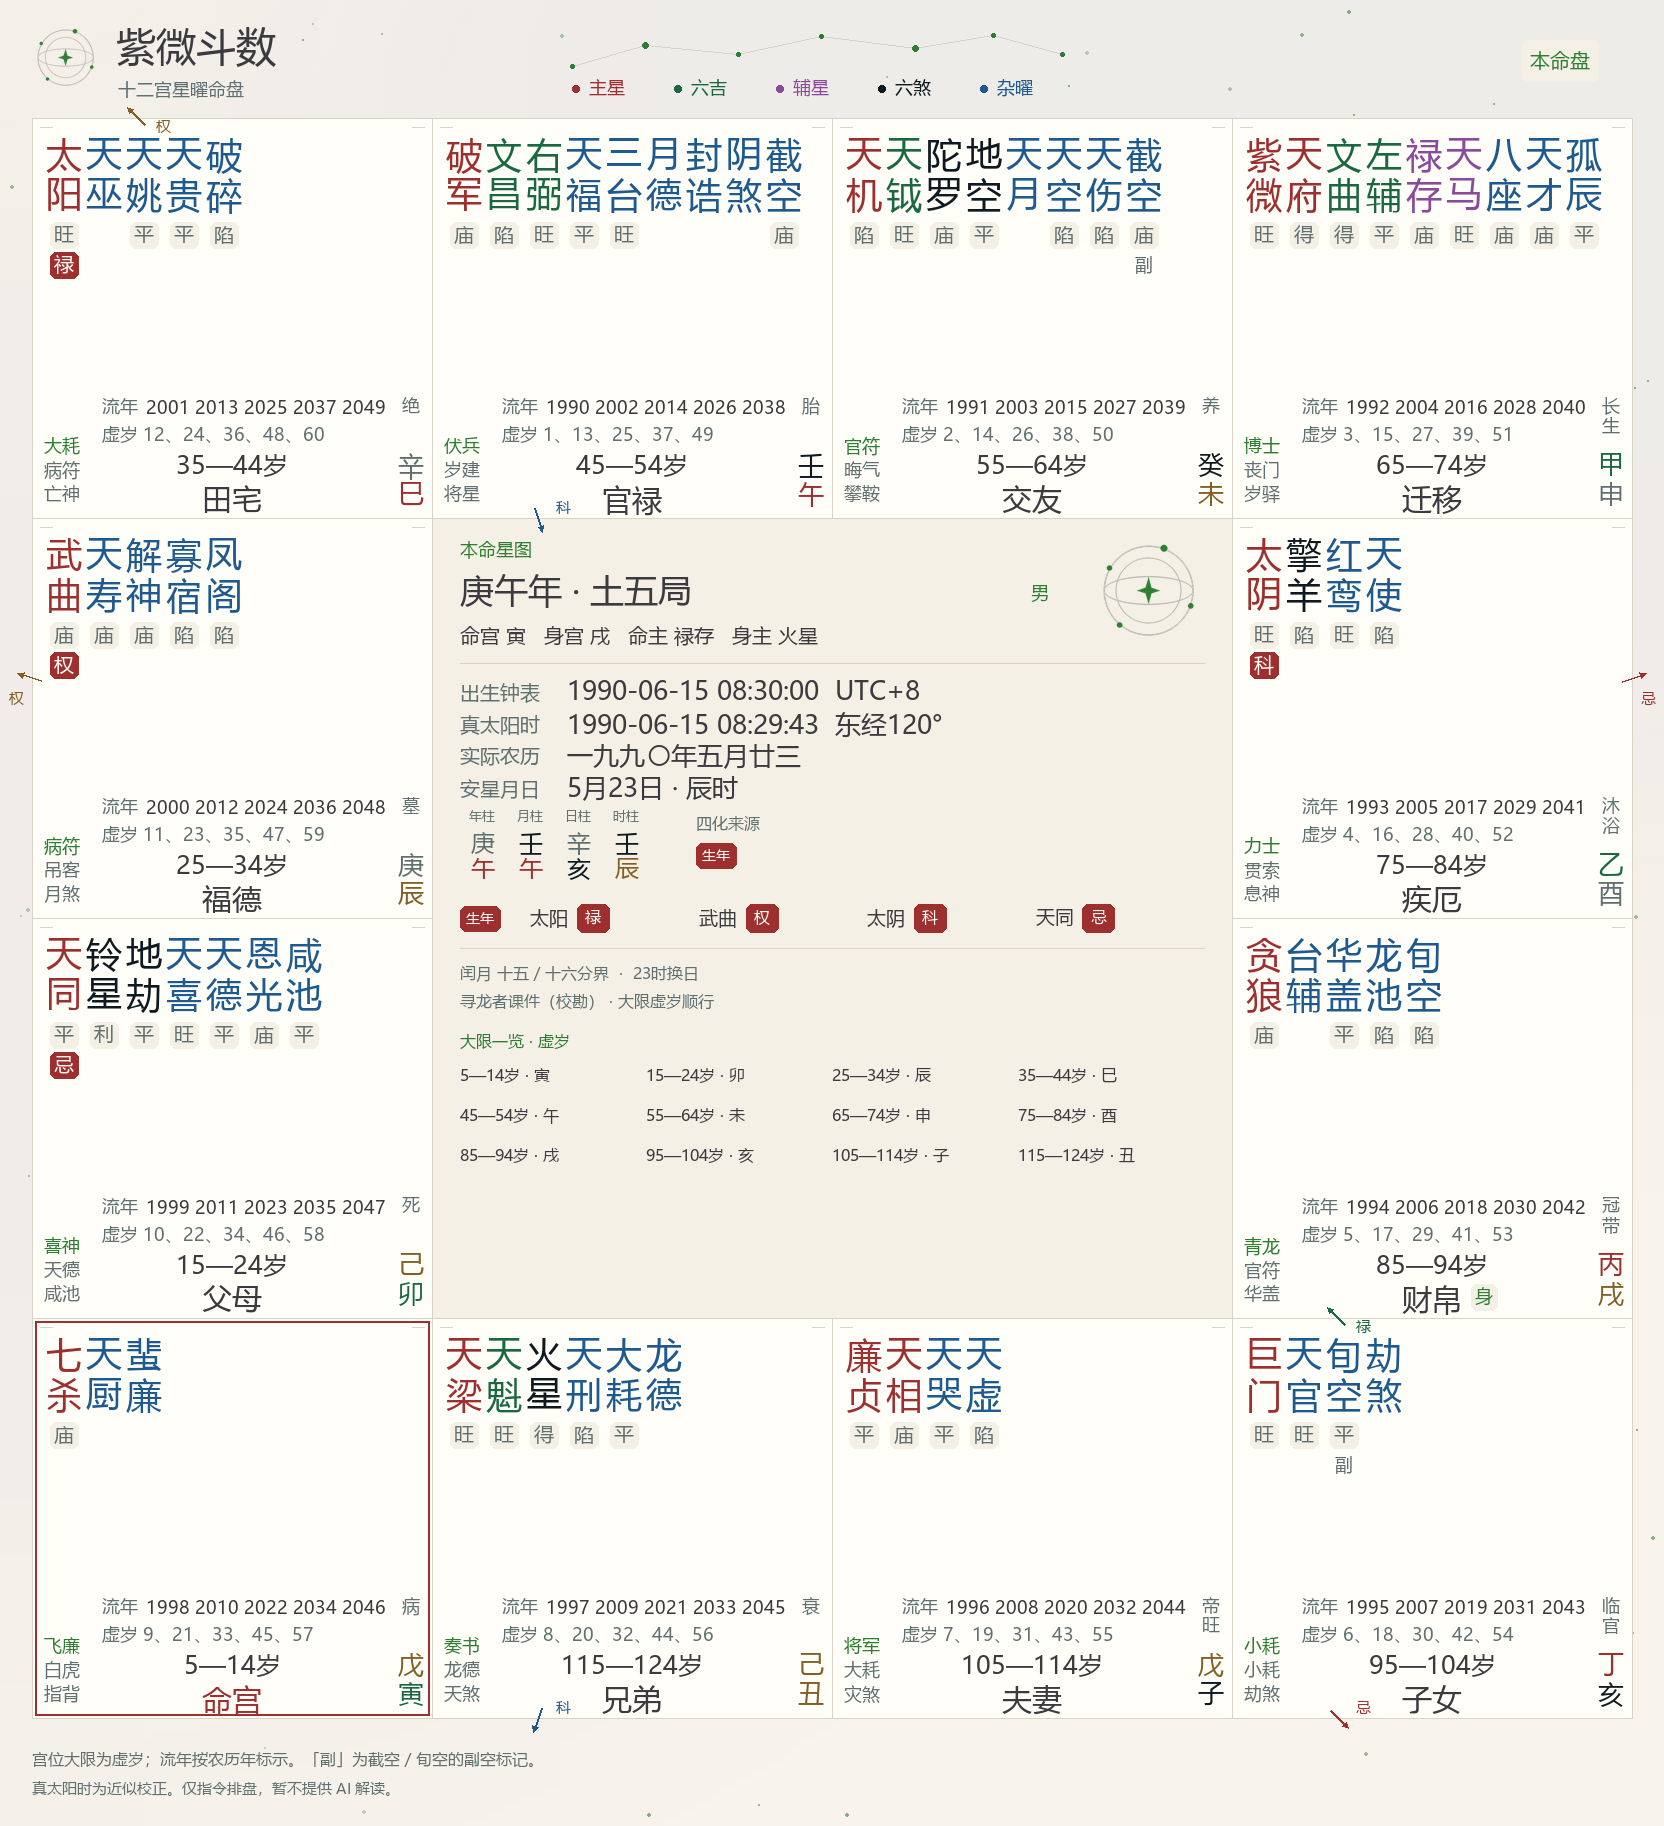 紫微斗数
十二宫星曜命盘
主星 六吉 辅星 六煞 杂曜
本命盘
权
太阳 天巫 天姚 天贵 破碎
旺 平 平 陷
禄
流年 2001 2013 2025 2037 2049 绝
虚岁 12、24、36、48、60
大耗
病符
亡神
35—44岁
田宅
辛巳
破军 文昌 右弼 天福 三台 月德 封诰 阴煞 截空
庙 陷 旺 平 旺 庙
流年 1990 2002 2014 2026 2038 胎
虚岁 1、13、25、37、49
伏兵
岁建
将星
45—54岁
官禄
壬午
科
天机 天钺 陀罗 地空 天月 天空 天伤 截空
陷 旺 庙 平 陷 陷 庙
副
流年 1991 2003 2015 2027 2039 养
虚岁 2、14、26、38、50
官符
晦气
攀鞍
55—64岁
交友
癸未
紫微 天府 文曲 左辅 禄存 天马 八座 天才 孤辰
旺 得 得 平 庙 旺 庙 庙 平
流年 1992 2004 2016 2028 2040 长生
虚岁 3、15、27、39、51
博士
丧门
岁驿
65—74岁
迁移
甲申
武曲 天寿 解神 寡宿 凤阁
庙 庙 庙 陷 陷
权
权
流年 2000 2012 2024 2036 2048 墓
虚岁 11、23、35、47、59
病符
吊客
月煞
25—34岁
福德
庚辰
本命星图
庚午年 · 土五局
男
命宫 寅 身宫 戌 命主 禄存 身主 火星
出生钟表 1990-06-15 08:30:00 UTC+8
真太阳时 1990-06-15 08:29:43 东经120°
实际农历 一九九〇年五月廿三
安星月日 5月23日 · 辰时
年柱 月柱 日柱 时柱 四化来源
庚 壬 辛 壬
午 午 亥 辰
生年
生年 太阳 禄 武曲 权 太阴 科 天同 忌
闰月 十五 / 十六分界 · 23时换日
寻龙者课件（校勘） · 大限虚岁顺行
大限一览 · 虚岁
5—14岁 · 寅 15—24岁 · 卯 25—34岁 · 辰 35—44岁 · 巳
45—54岁 · 午 55—64岁 · 未 65—74岁 · 申 75—84岁 · 酉
85—94岁 · 戌 95—104岁 · 亥 105—114岁 · 子 115—124岁 · 丑
太阴 擎羊 红鸾 天使
旺 陷 旺 陷
科
忌
流年 1993 2005 2017 2029 2041 沐浴
虚岁 4、16、28、40、52
力士
贯索
息神
75—84岁
疾厄
乙酉
天同 铃星 地劫 天喜 天德 恩光 咸池
平 利 平 旺 平 庙 平
忌
流年 1999 2011 2023 2035 2047 死
虚岁 10、22、34、46、58
喜神
天德
咸池
15—24岁
父母
己卯
贪狼 台辅 华盖 龙池 旬空
庙 平 陷 陷
流年 1994 2006 2018 2030 2042 冠带
虚岁 5、17、29、41、53
青龙
官符
华盖
85—94岁
财帛 身
丙戌
禄
七杀 天厨 蜚廉
庙
流年 1998 2010 2022 2034 2046 病
虚岁 9、21、33、45、57
飞廉
白虎
指背
5—14岁
命宫
戊寅
天梁 天魁 火星 天刑 大耗 龙德
旺 旺 得 陷 平
流年 1997 2009 2021 2033 2045 衰
虚岁 8、20、32、44、56
奏书
龙德
天煞
115—124岁
兄弟
己丑
科
廉贞 天相 天哭 天虚
平 庙 平 陷
流年 1996 2008 2020 2032 2044 帝旺
虚岁 7、19、31、43、55
将军
大耗
灾煞
105—114岁
夫妻
戊子
巨门 天官 旬空 劫煞
旺 旺 平
副
流年 1995 2007 2019 2031 2043 临官
虚岁 6、18、30、42、54
小耗
小耗
劫煞
95—104岁
子女
丁亥
忌
宫位大限为虚岁；流年按农历年标示。「副」为截空 / 旬空的副空标记。
真太阳时为近似校正。仅指令排盘，暂不提供 AI 解读。